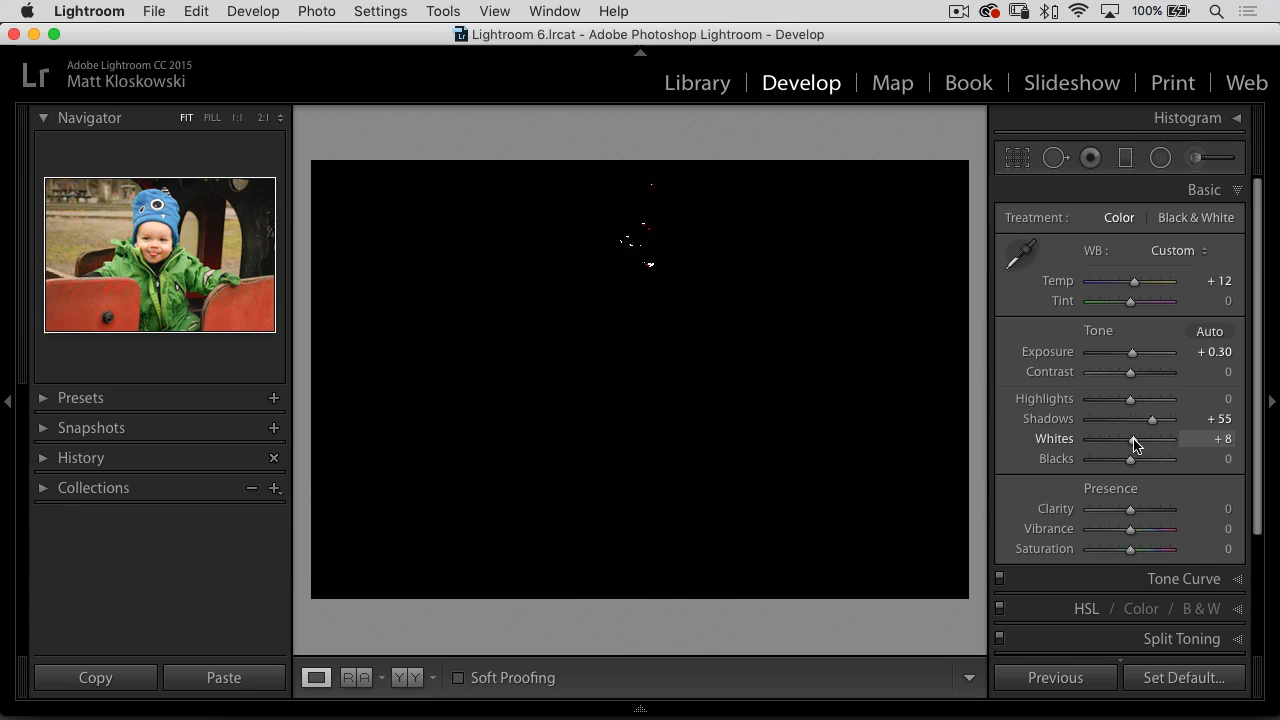 Lightroom File Edit Develop Photo Settings Tools View Window Help 100%
Lr Lightroom 6.lrcat - Adobe Photoshop Lightroom - Develop
Lr Adobe Lightroom CC 2015
Matt Kloskowski
Library | Develop | Map | Book | Slideshow | Print | Web
Navigator FIT FILL 1:1 2:1
Histogram
Basic
Treatment : Color Black & White
WB : Custom
Temp + 12
Tint 0
Tone Auto
Exposure + 0.30
Contrast 0
Highlights 0
Shadows + 55
Whites + 8
Blacks 0
Presence
Clarity 0
Vibrance 0
Saturation 0
Tone Curve
HSL / Color / B & W
Split Toning
Presets
Snapshots
History
Collections
Copy Paste
R A Y Y Soft Proofing
Previous Set Default...